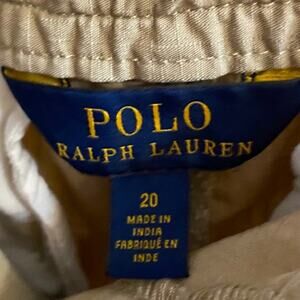 POLO
RALPH LAUREN
20
MADE IN
INDIA
FABRIQUÉ EN
INDE